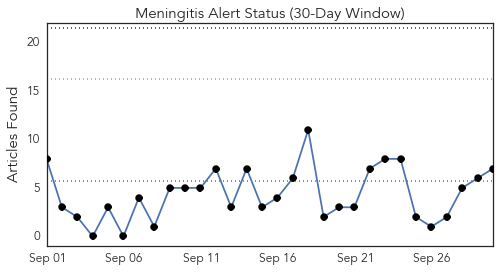 Meningitis Alert Status (30-Day Window)
Articles Found
20
15
10
5
0
Sep 01 Sep 06 Sep 11 Sep 16 Sep 21 Sep 26